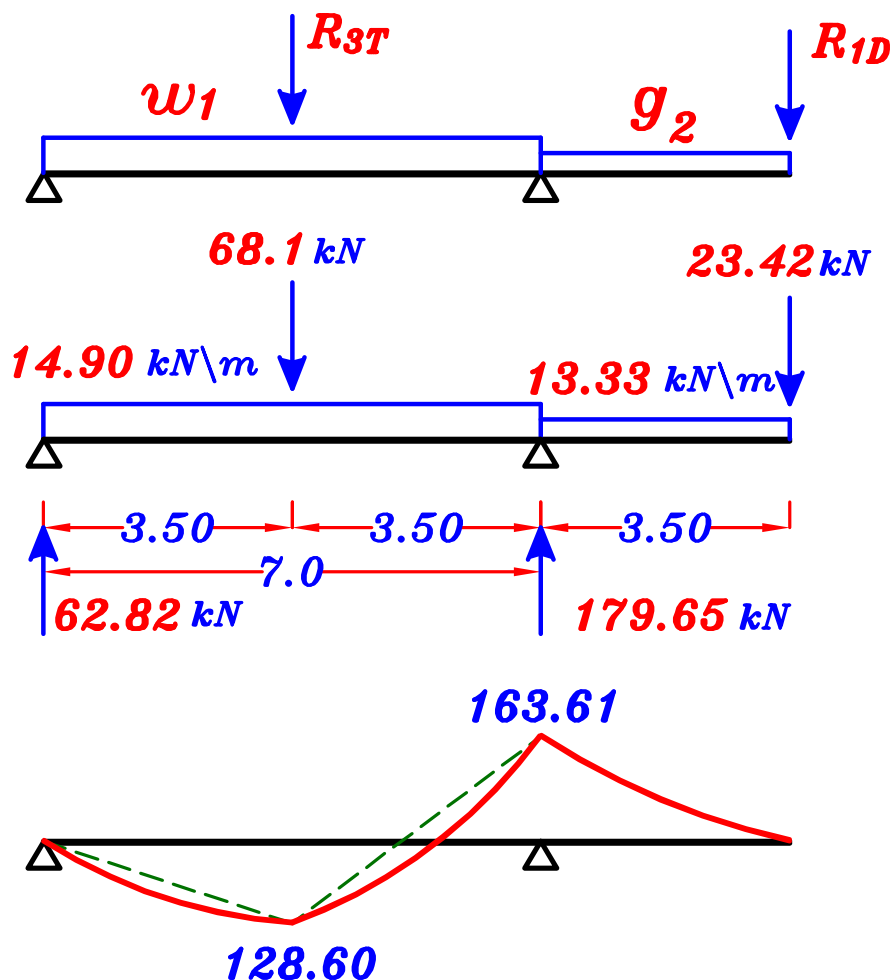 R3T
R1D
w1
g2
68.1 kN
23.42 kN
14.90 kN\m
13.33 kN\m
3.50 3.50 3.50
7.0
62.82 kN
179.65 kN
163.61
128.60